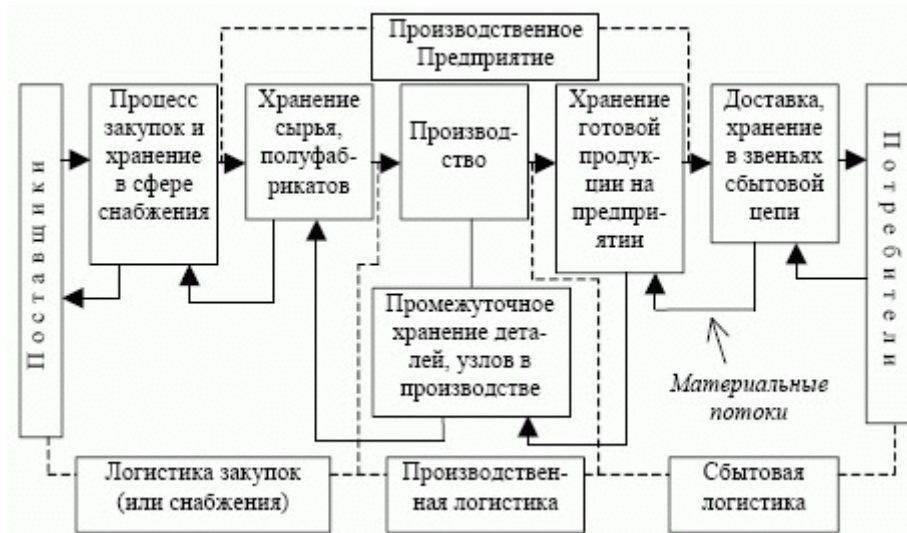 Производственное
Предприятие
Поставщики
Процесс
закупок и
хранение
в сфере
снабжения
Хранение
сырья,
полуфаб-
рикатов
Производ-
ство
Хранение
готовой
продук-
ции на
предпри-
ятии
Доставка,
хранение
в звеньях
сбытовой
цепи
Потребители
Промежуточное
хранение дета-
лей, узлов в
производстве
Материальные
потоки
Логистика закупок
(или снабжения)
Производствен-
ная логистика
Сбытовая
логистика